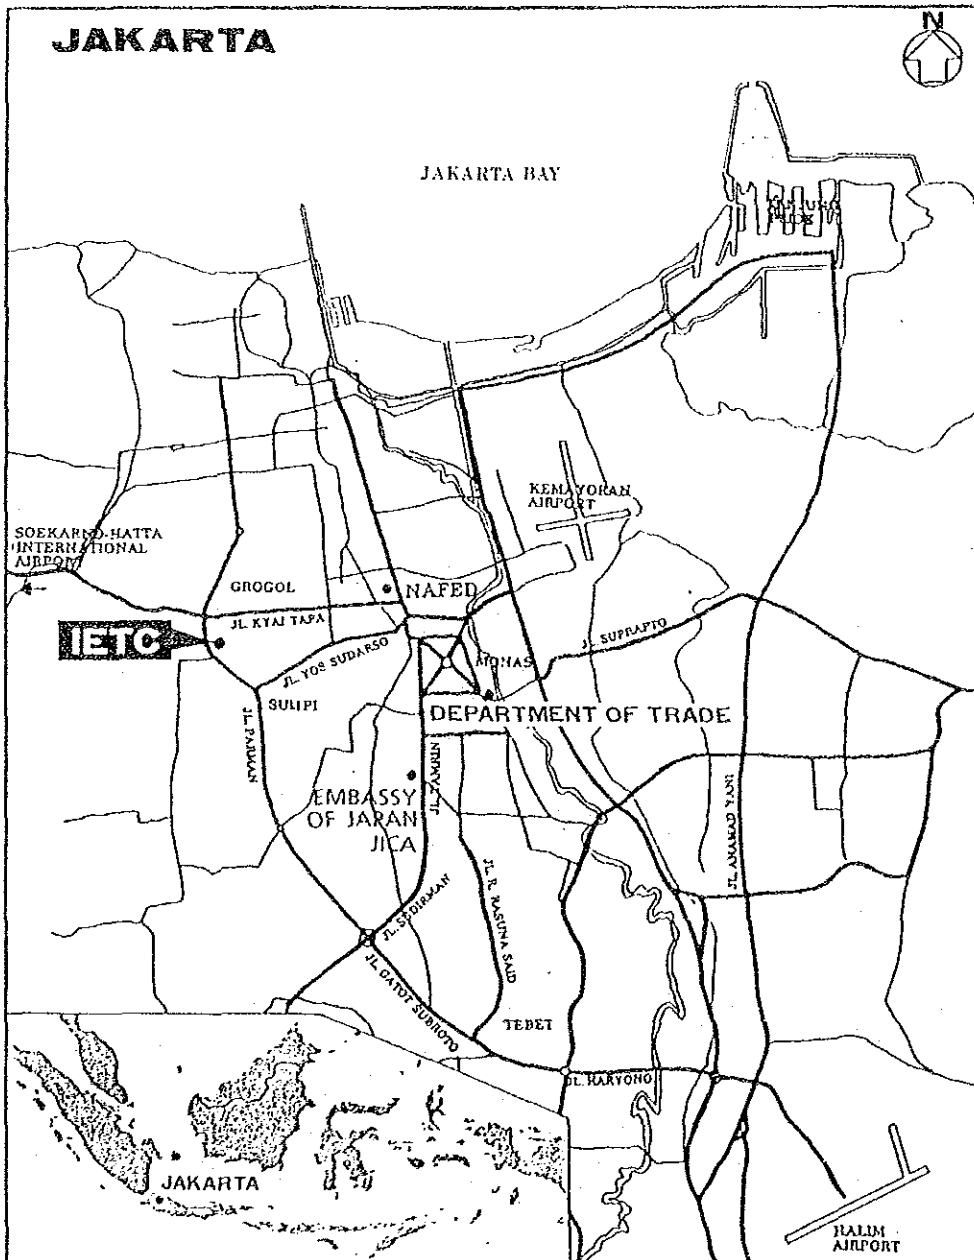 JAKARTA
N
JAKARTA BAY
KEMAYORAN
AIRPORT
SOEKARNO-HATTA
INTERNATIONAL
AIRPORT
GROGOL
NAFED
JL. KYAI TAPA
IETC
JL. YOS SUDARSO
MONAS
JL. SUPRAPTO
SULIPI
DEPARTMENT OF TRADE
JL. PARMAN
JL. THAMRIN
EMBASSY
OF JAPAN
JICA
JL. AHAMAD YANI
JL. R. RASUNA SAID
JL. SUDIRMAN
JL. GATOT SUBROTO
TEBET
JL. HARYONO
JAKARTA
HALIM
AIRPORT